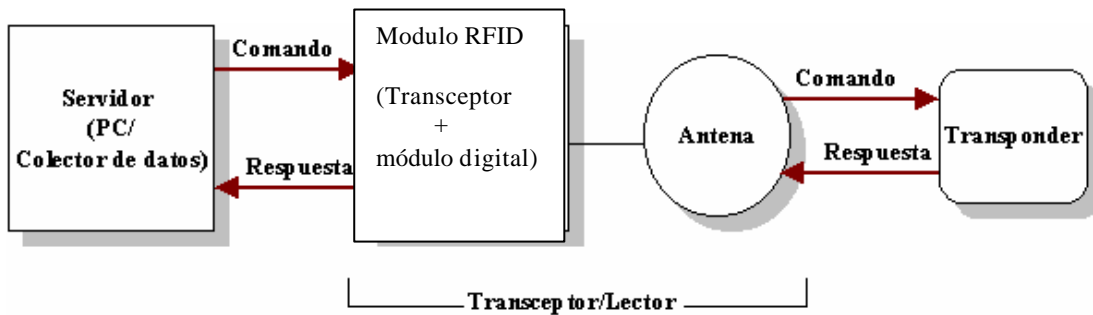 Servidor
(PC/
Colector de datos)
Comando
Respuesta
Modulo RFID
(Transceptor
+
módulo digital)
Antena
Comando
Respuesta
Transponder
Transceptor/Lector